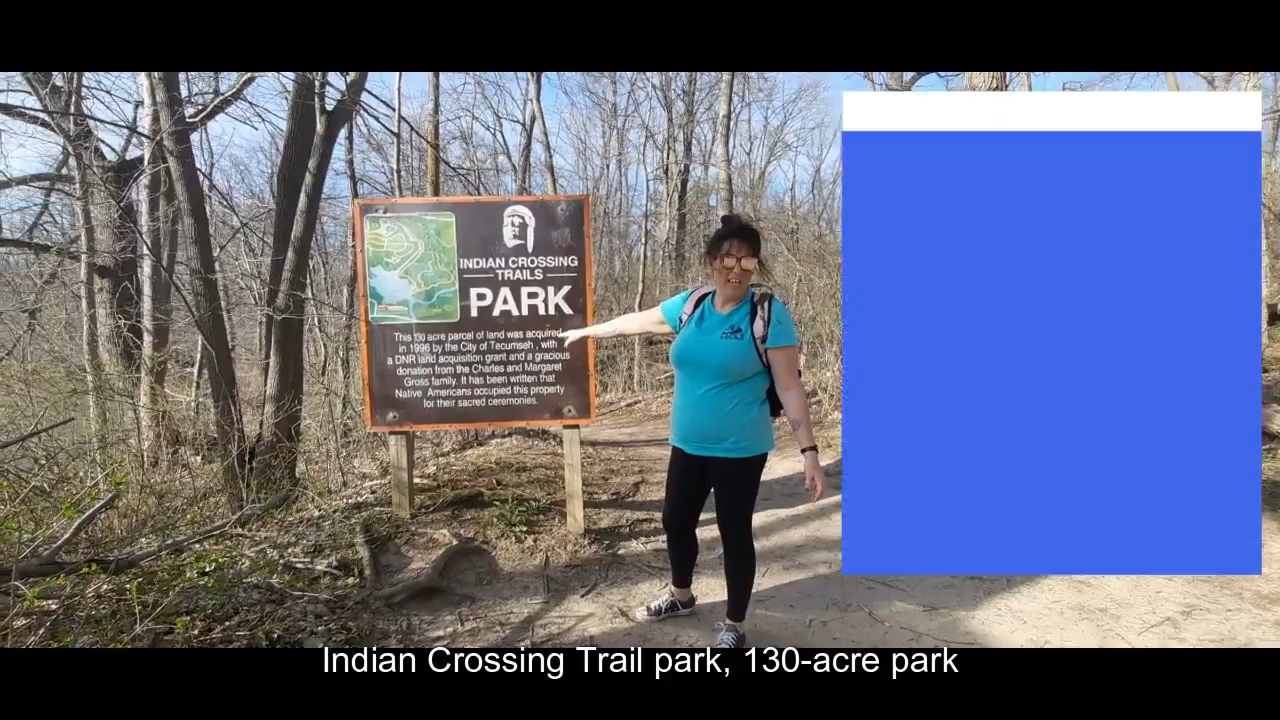 INDIAN CROSSING
TRAILS
PARK
This 130 acre parcel of land was acquired
in 1996 by the City of Tecumseh , with
a DNR land acquisition grant and a gracious
donation from the Charles and Margaret
Gross family. It has been written that
Native Americans occupied this property
for their sacred ceremonies.
Indian Crossing Trail park, 130-acre park